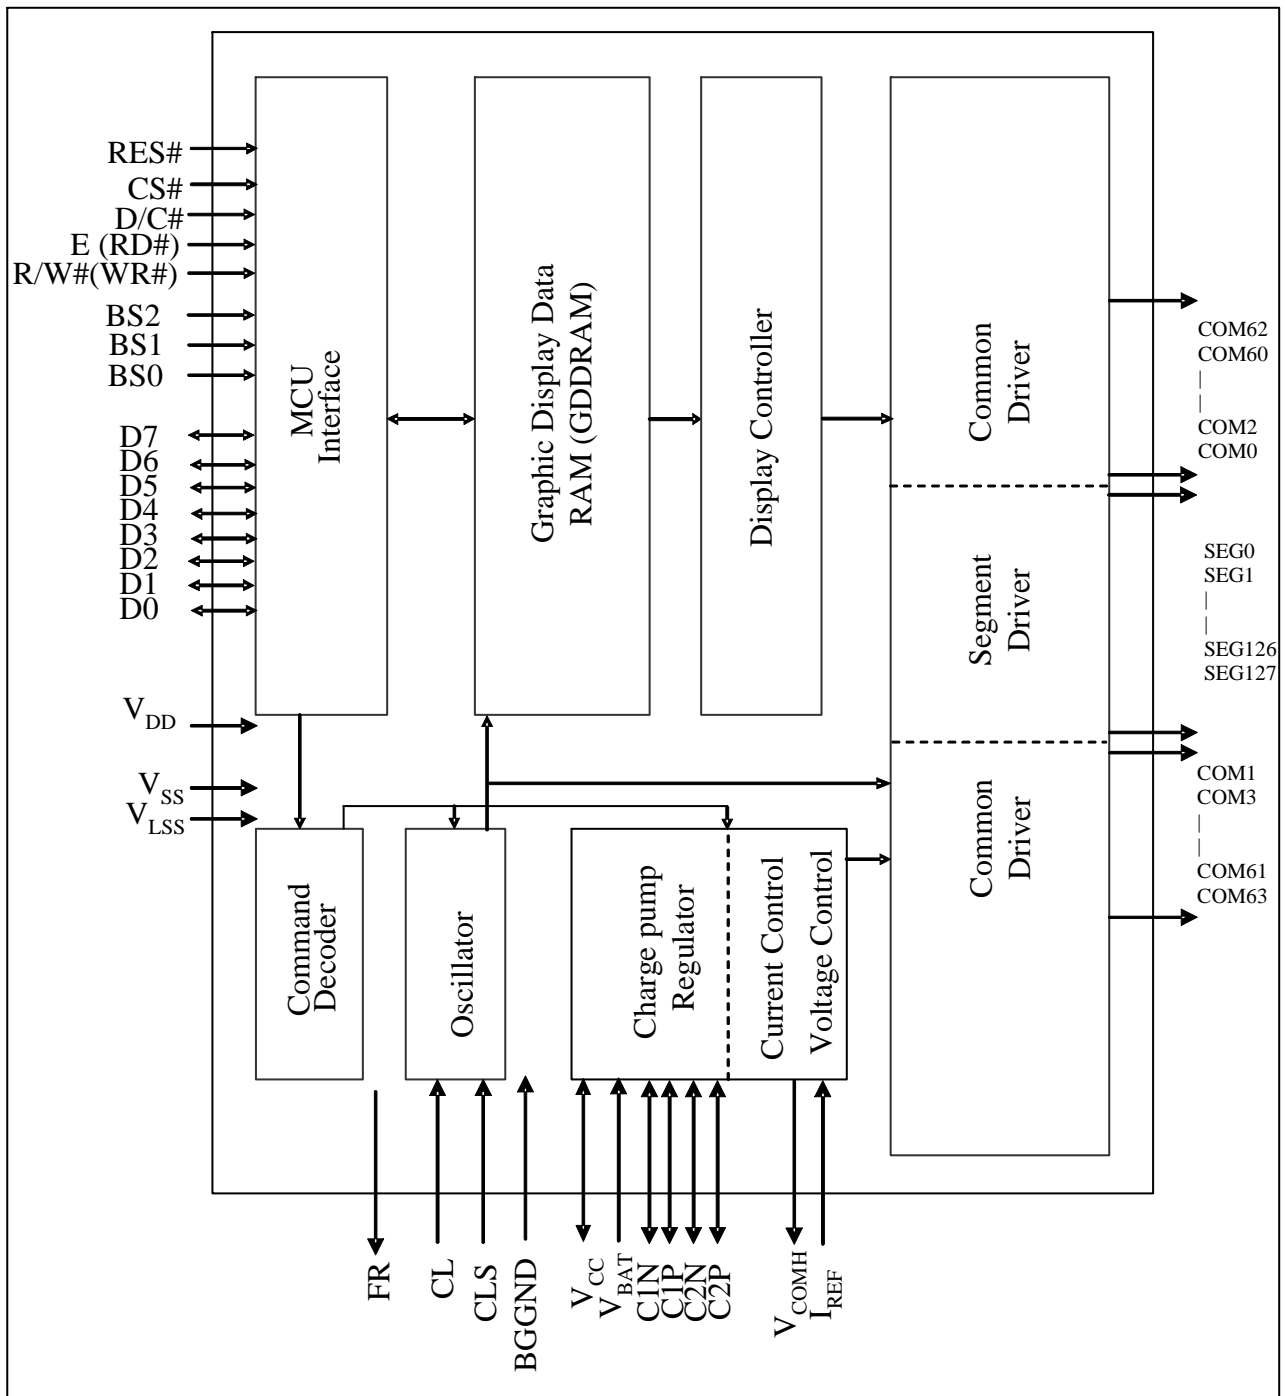 RES#
CS#
D/C#
E (RD#)
R/W#(WR#)
BS2
BS1
BS0
D7
D6
D5
D4
D3
D2
D1
D0
VDD
VSS
VLSS
MCU
Interface
Graphic Display Data
RAM (GDDRAM)
Display Controller
Common
Driver
Segment
Driver
Common
Driver
COM62
COM60
|
|
COM2
COM0
SEG0
SEG1
|
|
SEG126
SEG127
COM1
COM3
|
|
COM61
COM63
Command
Decoder
Oscillator
Charge pump
Regulator
Current Control
Voltage Control
FR
CL
CLS
BGGND
VCC
VBAT
C1N
C1P
C2N
C2P
VCOMH
IREF